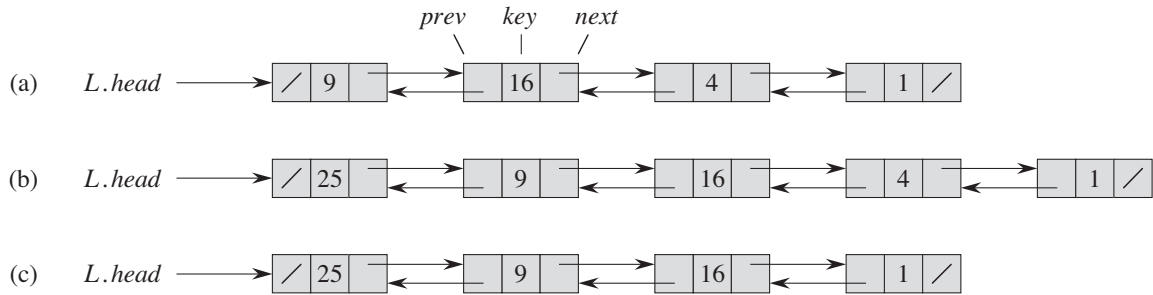 prev key next
(a) L.head / 9 16 4 1 /
(b) L.head / 25 9 16 4 1 /
(c) L.head / 25 9 16 1 /